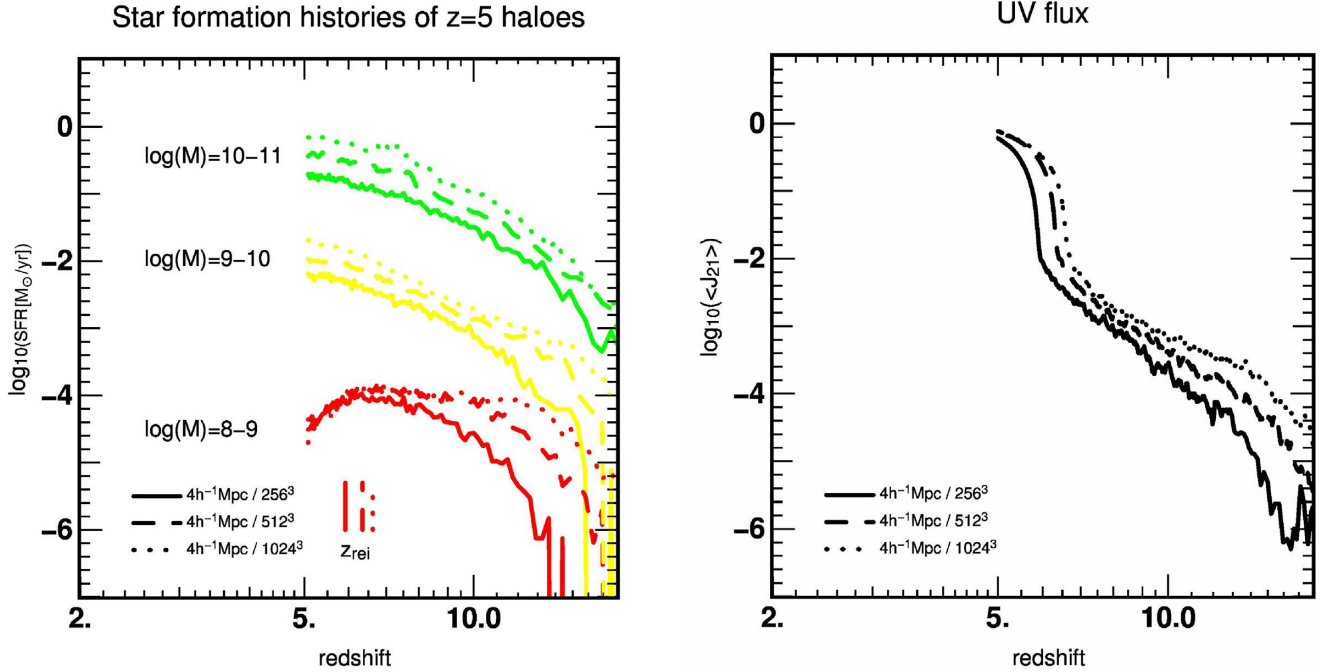 Star formation histories of z=5 haloes
log10(SFR[M⊙/yr])
0
−2
−4
−6
log(M)=10−11
log(M)=9−10
log(M)=8−9
4h⁻¹Mpc / 256³
4h⁻¹Mpc / 512³
4h⁻¹Mpc / 1024³
z_rei
2.
5.
10.0
redshift
UV flux
log₁₀(<J₂₁>)
0
−2
−4
−6
4h⁻¹Mpc / 256³
4h⁻¹Mpc / 512³
4h⁻¹Mpc / 1024³
2.
5.
10.0
redshift